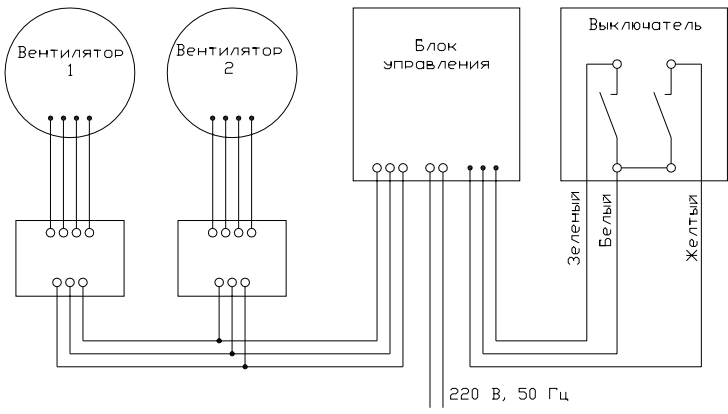 Вентилятор
1
Вентилятор
2
Блок
управления
Выключатель
Зеленый
Белый
Желтый
220 В, 50 Гц